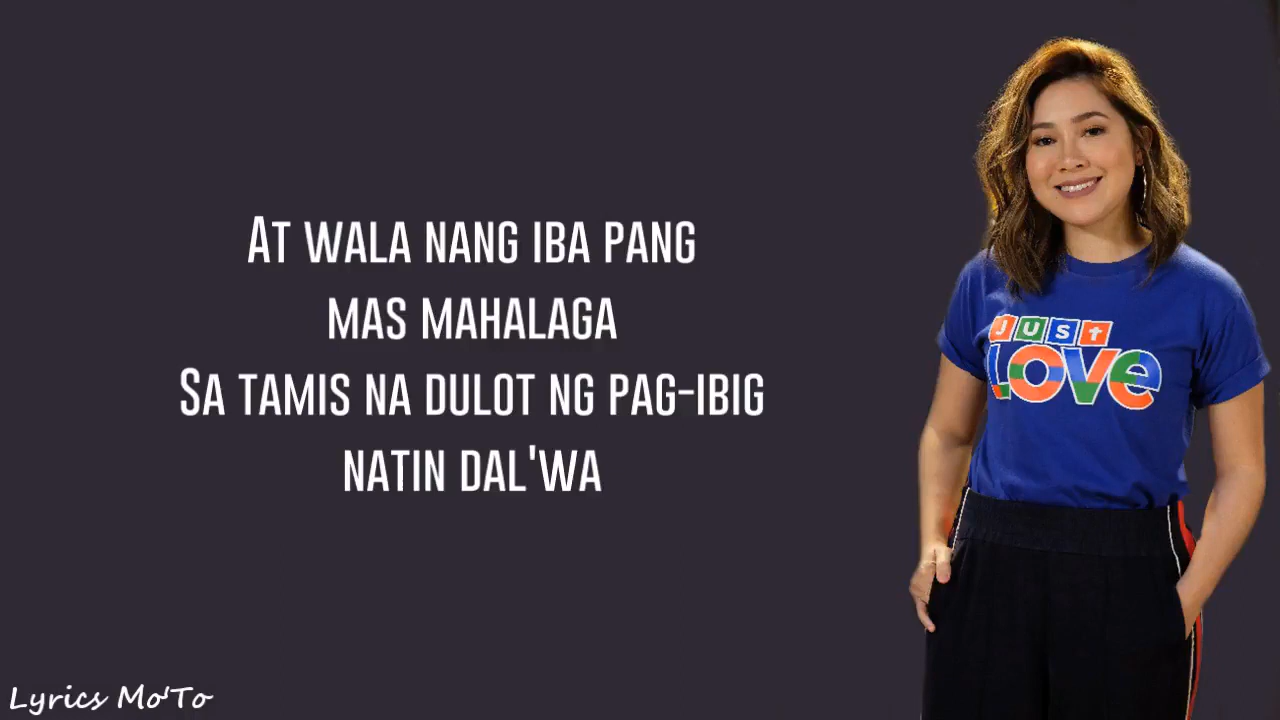 At wala nang iba pang
mas mahalaga
Sa tamis na dulot ng pag-ibig
natin dal'wa
JUST
LOVe
Lyrics Mo'To